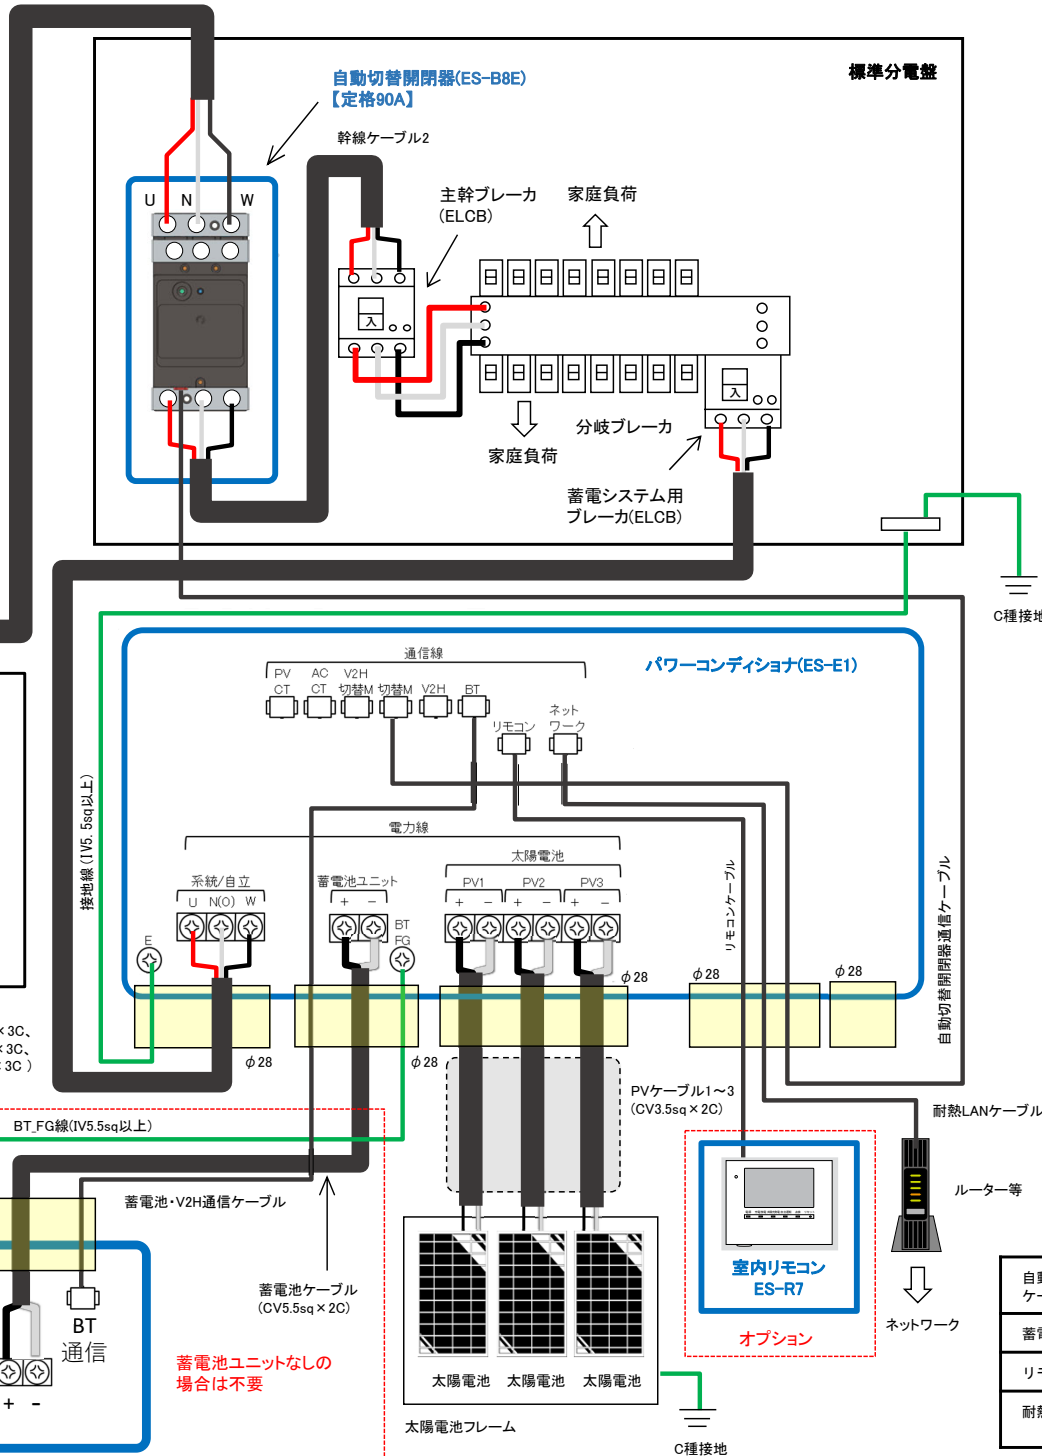 標準分電盤
自動切替開閉器(ES-B8E)
【定格90A】
幹線ケーブル2
U N W
主幹ブレーカ
(ELCB)
家庭負荷
入
入
家庭負荷
分岐ブレーカ
蓄電システム用
ブレーカ(ELCB)
C種接地
パワーコンディショナ(ES-E1)
通信線
PV
CT
AC
CT
V2H
切替M
切替M
V2H
BT
リモコン
ネット
ワーク
接地線(IV5.5sq以上)
電力線
太陽電池
系統/自立
U N(O) W
蓄電池ユニット
+ -
BT
FG
PV1 PV2 PV3
+ - + - + -
E
リモコンケーブル
自動切替開閉器通信ケーブル
φ28
φ28
φ28
φ28
φ28
×3C、
×3C、
×3C )
BT_FG線(IV5.5sq以上)
PVケーブル1~3
(CV3.5sq×2C)
耐熱LANケーブル
ルーター等
ネットワーク
蓄電池・V2H通信ケーブル
蓄電池ケーブル
(CV5.5sq×2C)
BT
通信
+ -
蓄電池ユニットなしの
場合は不要
太陽電池 太陽電池 太陽電池
太陽電池フレーム
C種接地
室内リモコン
ES-R7
オプション
自動
ケー
蓄電
リモ
耐熱